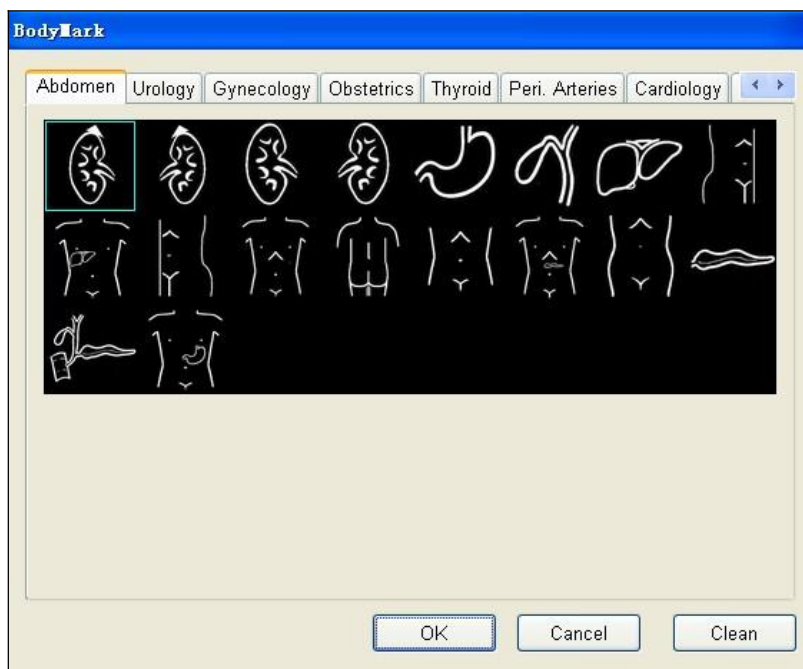 BodyMark
Abdomen Urology Gynecology Obstetrics Thyroid Peri. Arteries Cardiology
OK Cancel Clean